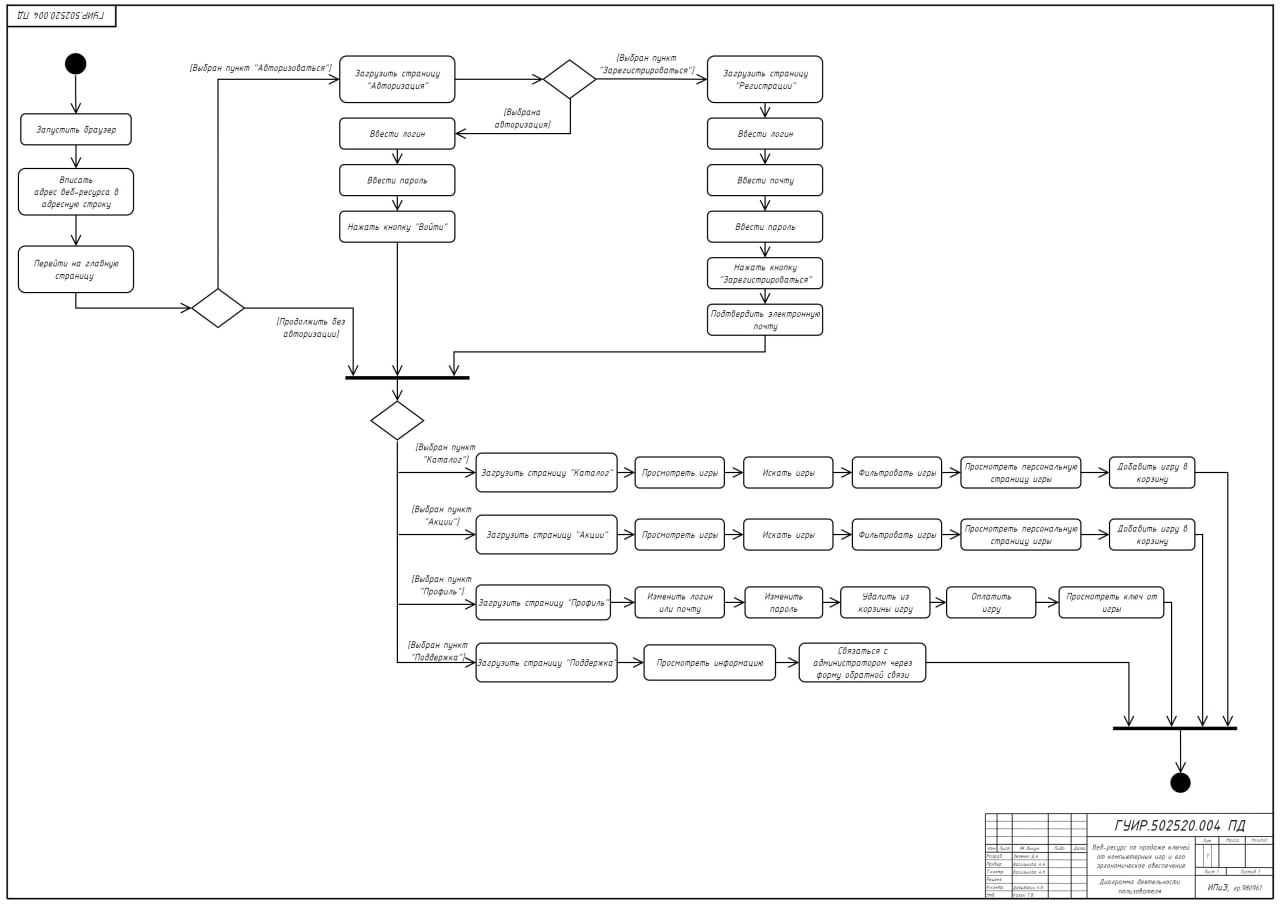 ГУИР.502520.004 ПД
[Выбран пункт "Авторизоваться"]
Загрузить страницу
"Авторизация"
[Выбран пункт
"Зарегистрироваться"]
Загрузить страницу
"Регистрации"
[Выбрана
авторизация]
Запустить браузер
Вписать
адрес веб-ресурса в
адресную строку
Перейти на главную
страницу
Ввести логин
Ввести пароль
Нажать кнопку "Войти"
Ввести логин
Ввести почту
Ввести пароль
Нажать кнопку
"Зарегистрироваться"
Подтвердить электронную
почту
[Продолжить без
авторизации]
[Выбран пункт
"Каталог"]
Загрузить страницу "Каталог"
Просмотреть игры
Искать игры
Фильтровать игры
Просмотреть персональную
страницу игры
Добавить игру в
корзину
[Выбран пункт
"Акции"]
Загрузить страницу "Акции"
Просмотреть игры
Искать игры
Фильтровать игры
Просмотреть персональную
страницу игры
Добавить игру в
корзину
[Выбран пункт
"Профиль"]
Загрузить страницу "Профиль"
Изменить логин
или почту
Изменить
пароль
Удалить из
корзины игру
Оплатить
игру
Просмотреть ключ от
игры
[Выбран пункт
"Поддержка"]
Загрузить страницу "Поддержка"
Просмотреть информацию
Связаться с
администратором через
форму обратной связи
ГУИР.502520.004 ПД
Веб-ресурс по продаже ключей
от компьютерных игр и его
эргономическое обеспечение
Диаграмма деятельности
пользователя
Изм Лист № докум. Подп. Дата
Разраб.
Провер.
Т.контр.
Н.контр.
Утв.
Лит Масса Масштаб
Т
Лист 1 Листов 1
ИПиЭ, гр.980961